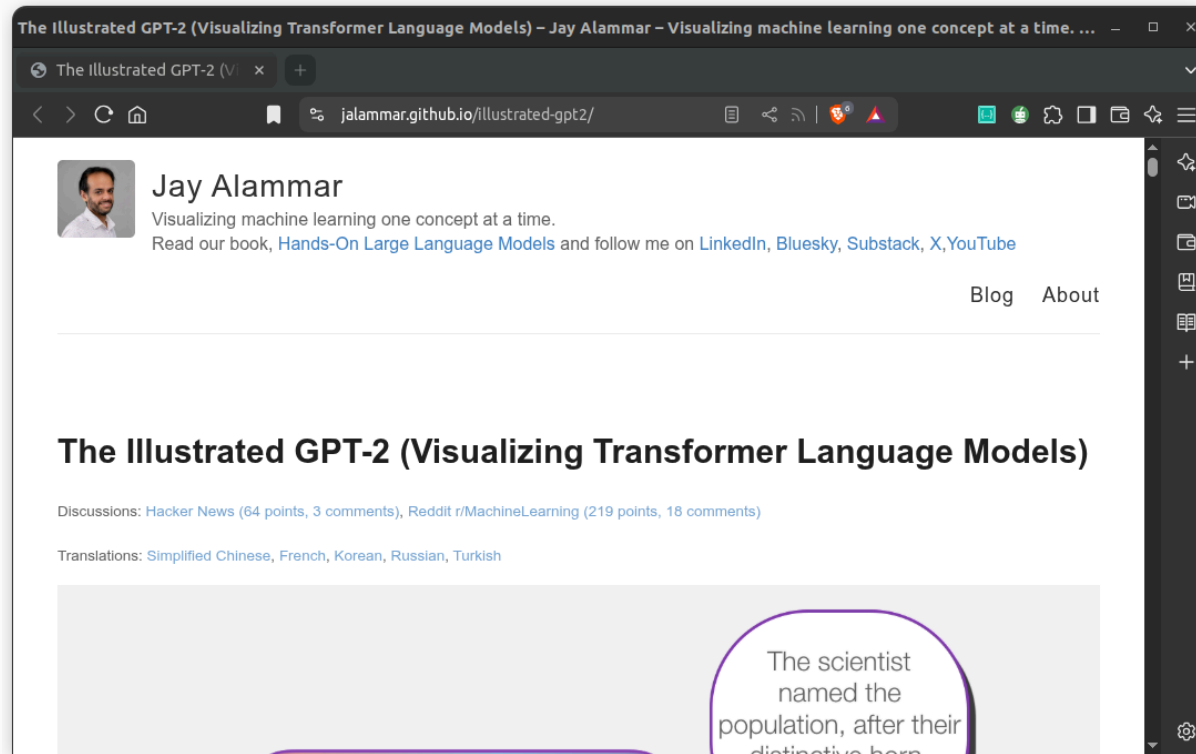 The Illustrated GPT-2 (Visualizing Transformer Language Models) – Jay Alammar – Visualizing machine learning one concept at a time. ...
The Illustrated GPT-2 (Vi
jalammar.github.io/illustrated-gpt2/
6
Jay Alammar
Visualizing machine learning one concept at a time.
Read our book, Hands-On Large Language Models and follow me on LinkedIn, Bluesky, Substack, X,YouTube
Blog About
The Illustrated GPT-2 (Visualizing Transformer Language Models)
Discussions: Hacker News (64 points, 3 comments), Reddit r/MachineLearning (219 points, 18 comments)
Translations: Simplified Chinese, French, Korean, Russian, Turkish
The scientist
named the
population, after their
distinctive horn